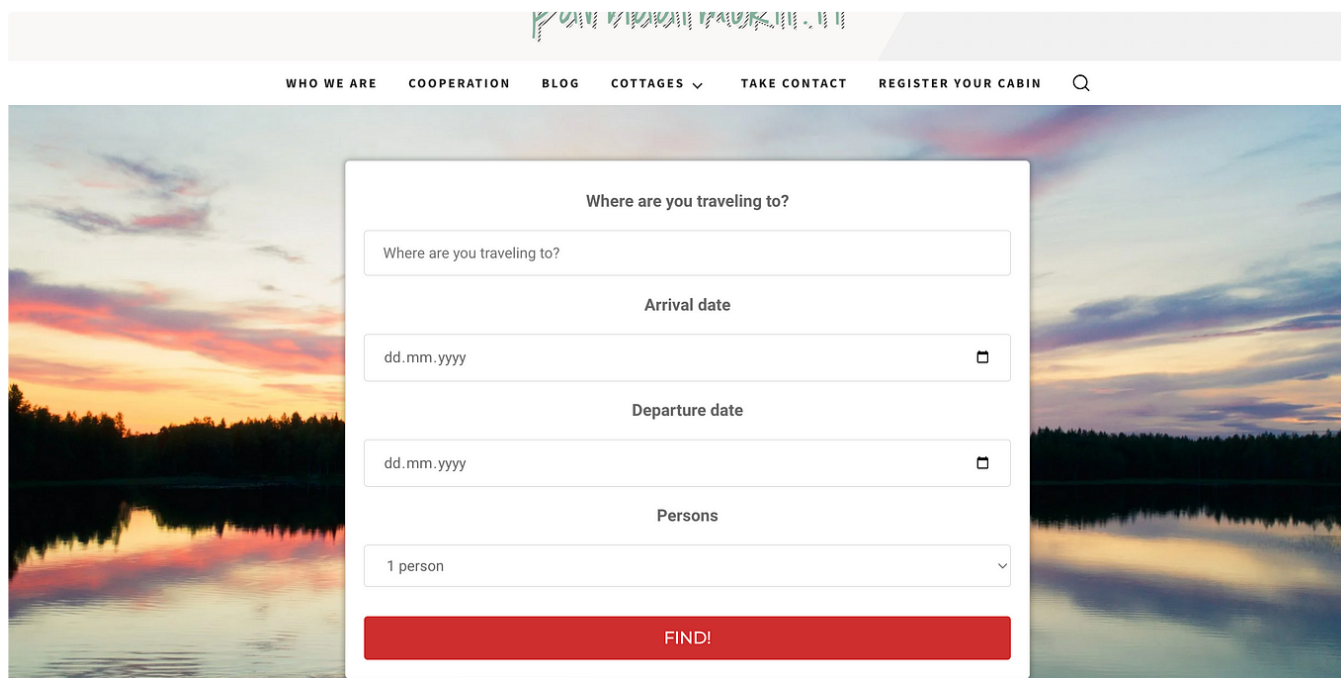 WHO WE ARE COOPERATION BLOG COTTAGES TAKE CONTACT REGISTER YOUR CABIN
Where are you traveling to?
Where are you traveling to?
Arrival date
dd.mm.yyyy
Departure date
dd.mm.yyyy
Persons
1 person
FIND!